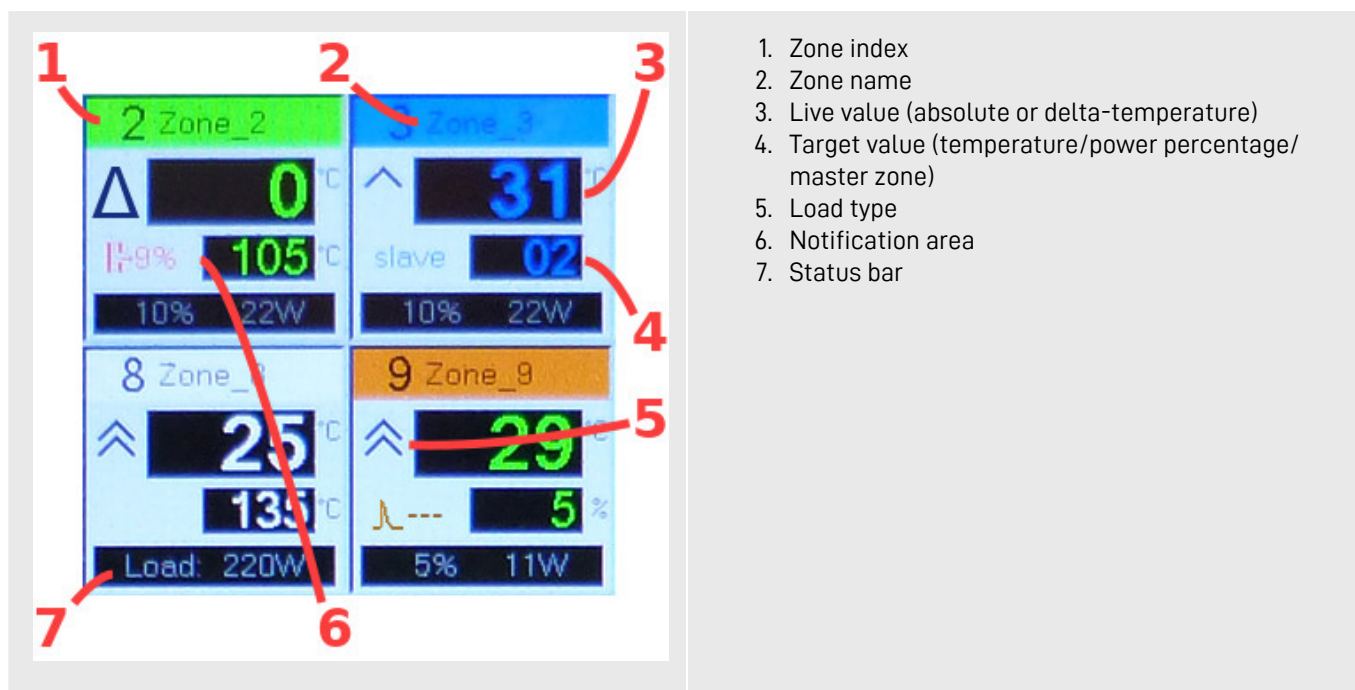 1
2
3
2 Zone_2
3 Zone_3
Δ 0 °C
31 °C
9% 105 °C
slave 02
10% 22W
10% 22W
4
8 Zone_8
9 Zone_9
25 °C
29 °C
5
135 °C
--- 5 %
Load: 220W
5% 11W
7
6
1. Zone index
2. Zone name
3. Live value (absolute or delta-temperature)
4. Target value (temperature/power percentage/
master zone)
5. Load type
6. Notification area
7. Status bar